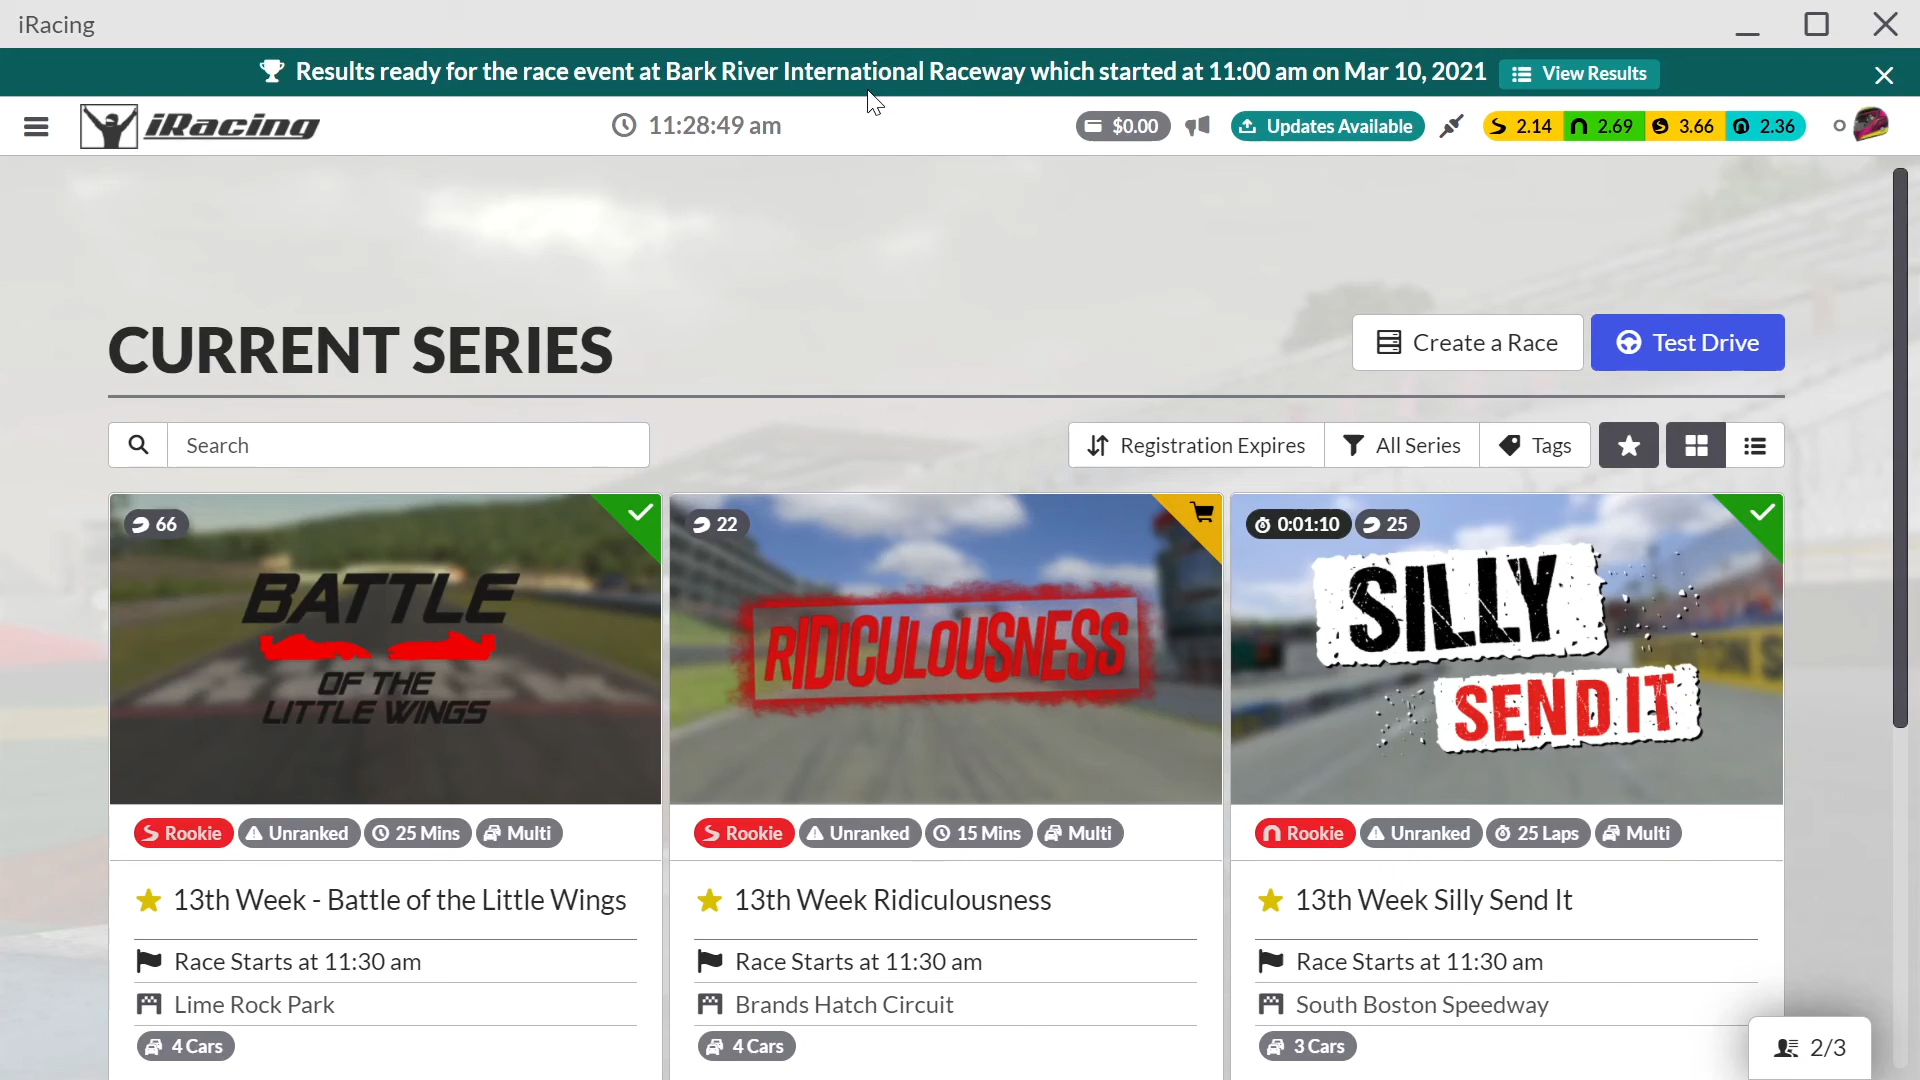 iRacing
Results ready for the race event at Bark River International Raceway which started at 11:00 am on Mar 10, 2021 View Results
iRacing 11:28:49 am $0.00 Updates Available 2.14 2.69 3.66 2.36
CURRENT SERIES Create a Race Test Drive
Search Registration Expires All Series Tags
66
BATTLE
OF THE
LITTLE WINGS
Rookie Unranked 25 Mins Multi
13th Week - Battle of the Little Wings
Race Starts at 11:30 am
Lime Rock Park
4 Cars
22
RIDICULOUSNESS
Rookie Unranked 15 Mins Multi
13th Week Ridiculousness
Race Starts at 11:30 am
Brands Hatch Circuit
4 Cars
0:01:10 25
SILLY
SEND IT
Rookie Unranked 25 Laps Multi
13th Week Silly Send It
Race Starts at 11:30 am
South Boston Speedway
3 Cars
2/3